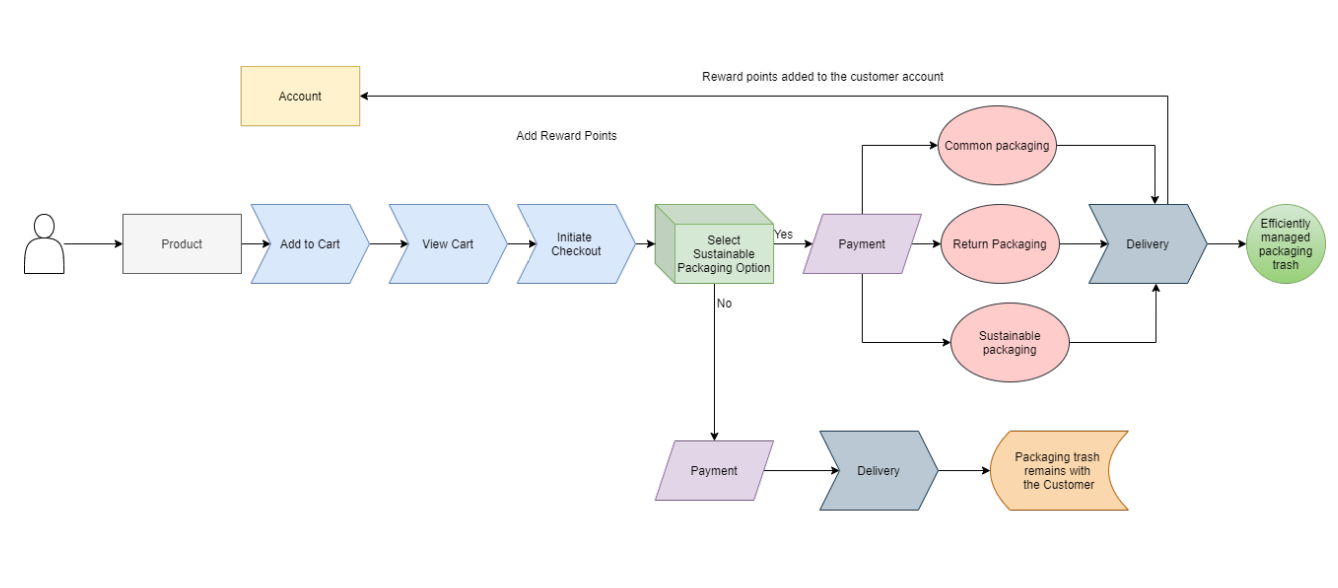 Reward points added to the customer account
Account
Add Reward Points
Common packaging
Product
Add to Cart
View Cart
Initiate
Checkout
Select
Sustainable
Packaging Option
Yes
Payment
Return Packaging
Delivery
Efficiently
managed
packaging
trash
No
Sustainable
packaging
Payment
Delivery
Packaging trash
remains with
the Customer